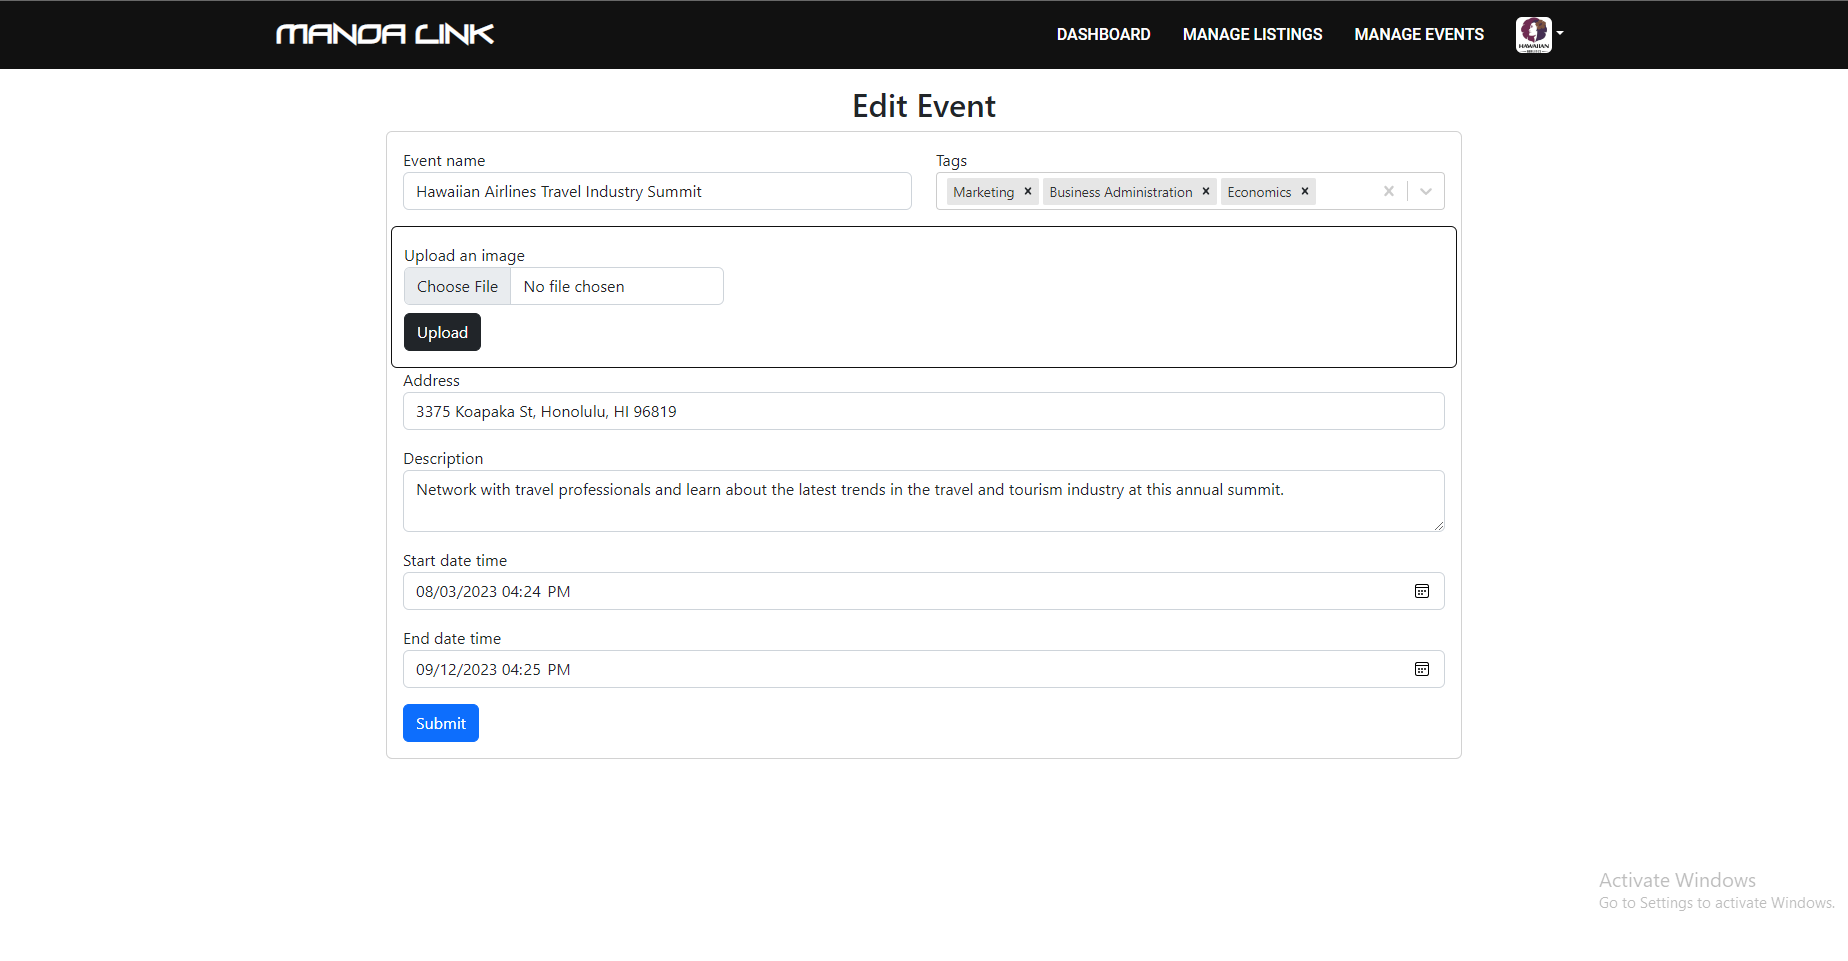 MANOA LINK
DASHBOARD MANAGE LISTINGS MANAGE EVENTS
HAWAIIAN
Edit Event
Event name
Hawaiian Airlines Travel Industry Summit
Tags
Marketing × Business Administration × Economics ×
Upload an image
Choose File No file chosen
Upload
Address
3375 Koapaka St, Honolulu, HI 96819
Description
Network with travel professionals and learn about the latest trends in the travel and tourism industry at this annual summit.
Start date time
08/03/2023 04:24 PM
End date time
09/12/2023 04:25 PM
Submit
Activate Windows
Go to Settings to activate Windows.